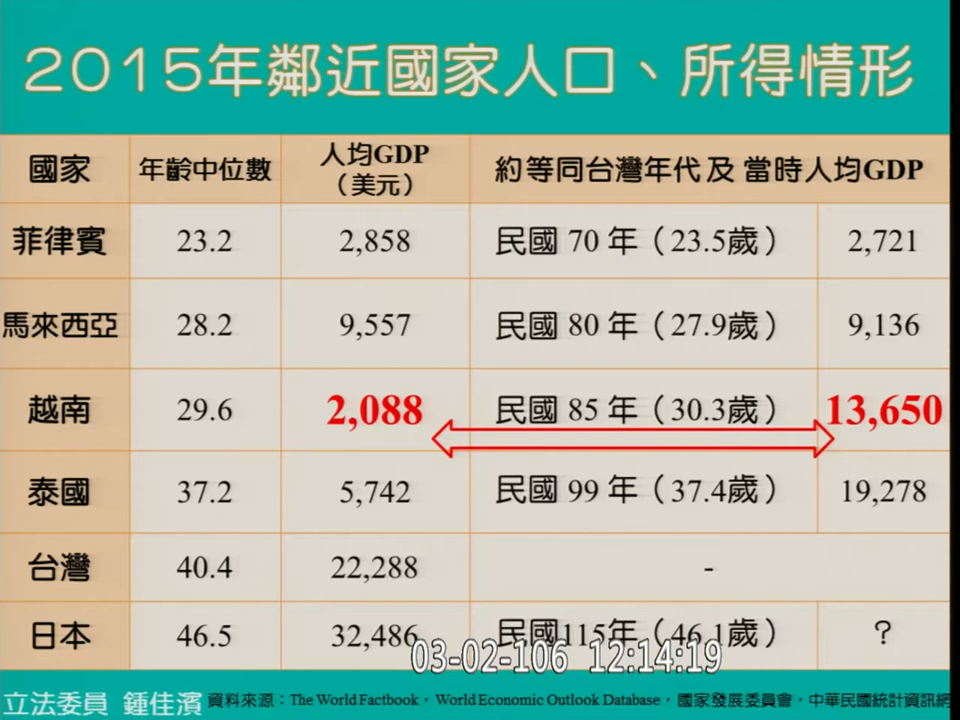 2015年鄰近國家人口、所得情形
國家 年齡中位數 人均GDP（美元） 約等同台灣年代及 當時人均GDP
菲律賓 23.2 2,858 民國 70 年（23.5歲） 2,721
馬來西亞 28.2 9,557 民國 80 年（27.9歲） 9,136
越南 29.6 2,088 民國 85 年（30.3歲） 13,650
泰國 37.2 5,742 民國 99 年（37.4歲） 19,278
台灣 40.4 22,288 -
日本 46.5 32,486 民國115年（46.1歲） ?
03-02-106 12:14:19
立法委員 鍾佳濱 資料來源：The World Factbook，World Economic Outlook Database，國家發展委員會，中華民國統計資訊網